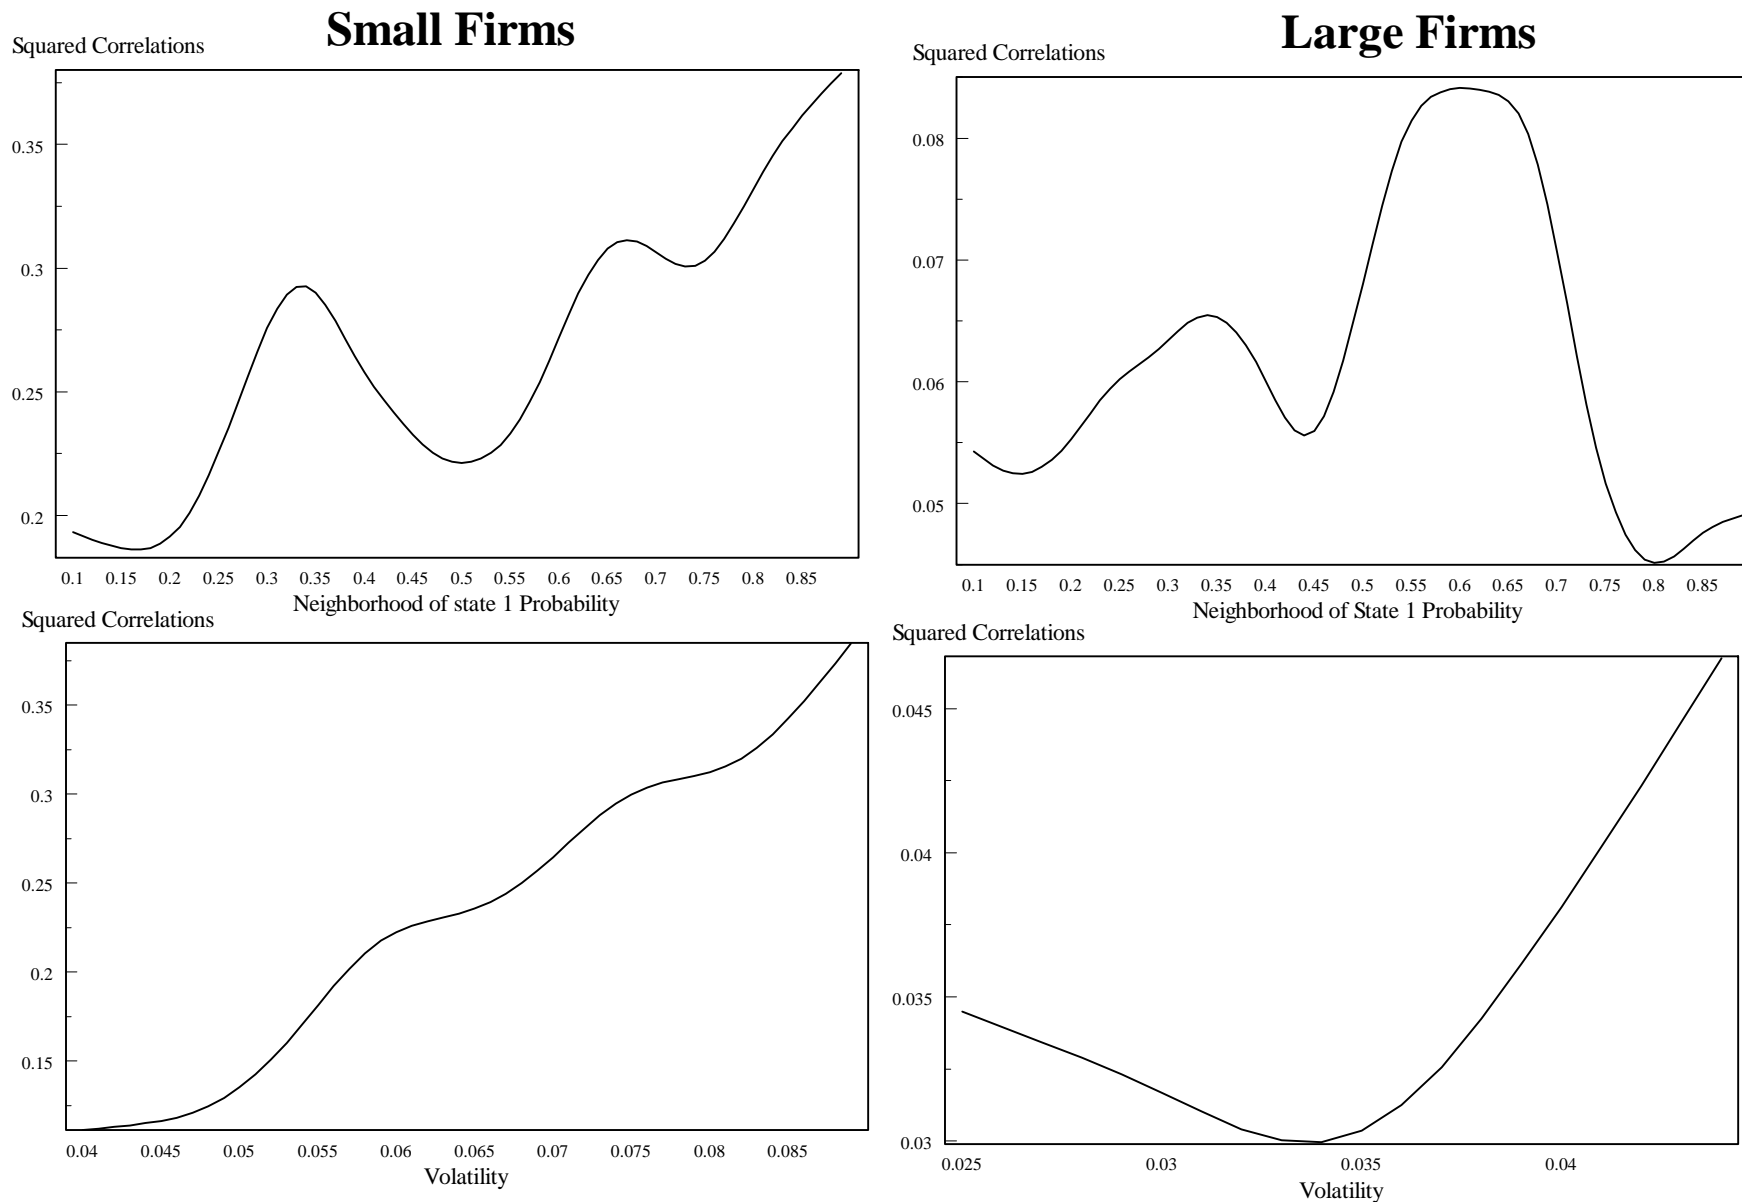 Small Firms
Large Firms
Squared Correlations
0.35
0.3
0.25
0.2
0.1 0.15 0.2 0.25 0.3 0.35 0.4 0.45 0.5 0.55 0.6 0.65 0.7 0.75 0.8 0.85
Neighborhood of state 1 Probability
Squared Correlations
0.08
0.07
0.06
0.05
0.1 0.15 0.2 0.25 0.3 0.35 0.4 0.45 0.5 0.55 0.6 0.65 0.7 0.75 0.8 0.85
Neighborhood of State 1 Probability
Squared Correlations
0.35
0.3
0.25
0.2
0.15
0.04 0.045 0.05 0.055 0.06 0.065 0.07 0.075 0.08 0.085
Volatility
Squared Correlations
0.045
0.04
0.035
0.03
0.025 0.03 0.035 0.04
Volatility